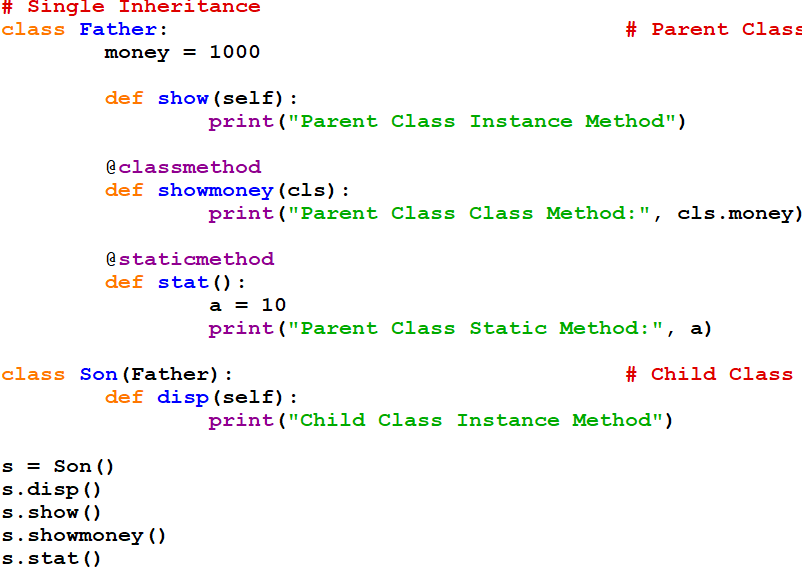 # Single Inheritance
class Father:                                   # Parent Class
        money = 1000
        def show(self):
                print("Parent Class Instance Method")
        @classmethod
        def showmoney(cls):
                print("Parent Class Class Method:", cls.money)
        @staticmethod
        def stat():
                a = 10
                print("Parent Class Static Method:", a)
class Son(Father):                              # Child Class
        def disp(self):
                print("Child Class Instance Method")
s = Son()
s.disp()
s.show()
s.showmoney()
s.stat()